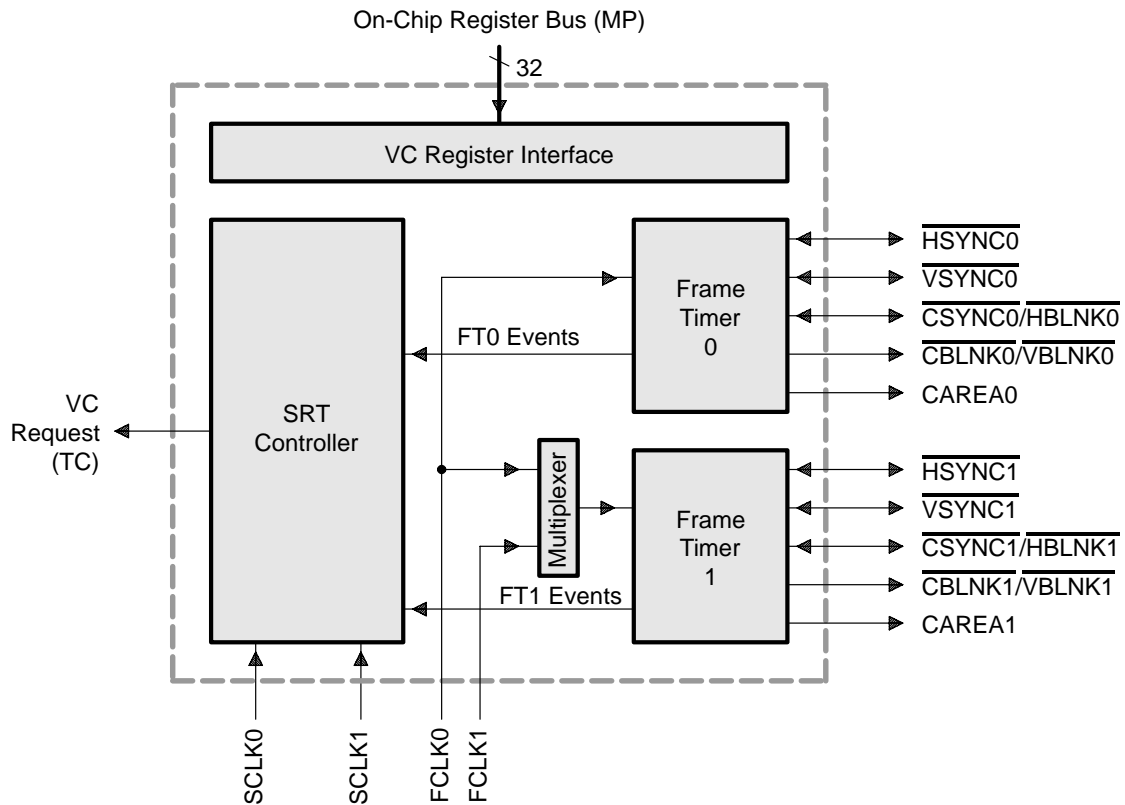 On-Chip Register Bus (MP)
32
VC Register Interface
HSYNC0
VSYNC0
Frame
Timer
0
CSYNC0/HBLNK0
FT0 Events
CBLNK0/VBLNK0
CAREA0
VC
Request
(TC)
SRT
Controller
Multiplexer
HSYNC1
VSYNC1
Frame
Timer
1
CSYNC1/HBLNK1
FT1 Events
CBLNK1/VBLNK1
CAREA1
SCLK0
SCLK1
FCLK0
FCLK1